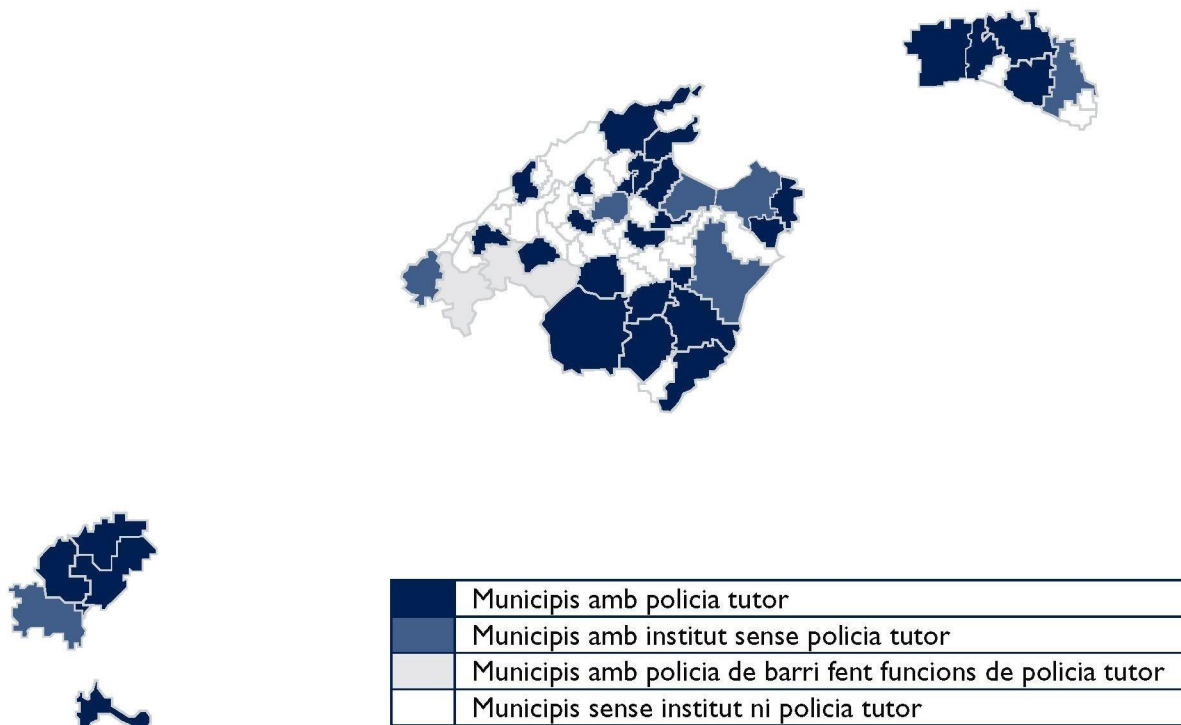 Municipis amb policia tutor
Municipis amb institut sense policia tutor
Municipis amb policia de barri fent funcions de policia tutor
Municipis sense institut ni policia tutor